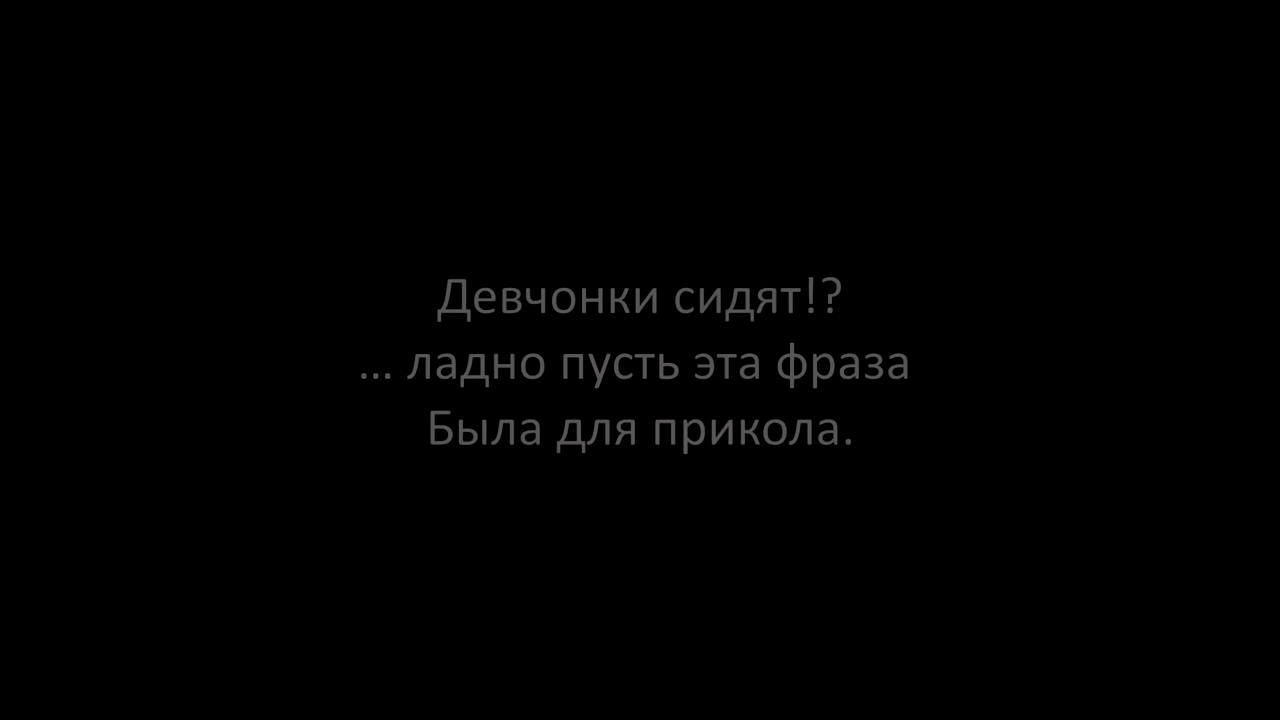 Девчонки сидят!?
... ладно пусть эта фраза
Была для прикола.